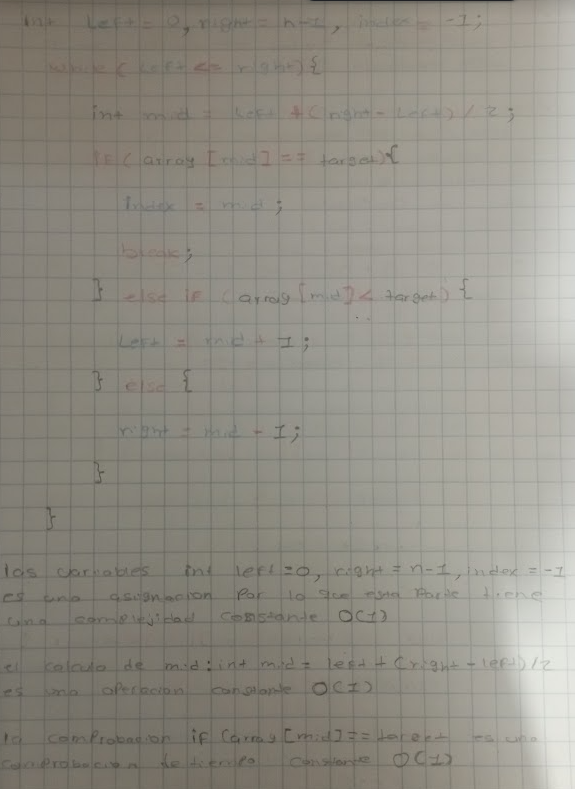 int left = 0, right = n-1, index = -1;
while (left <= right){
int mid = left + (right - left) / 2;
if (array [mid] == target){
index = mid;
break;
} else if (array [mid] < target) {
left = mid + 1;
} else {
right = mid - 1;
}
}
las variables int left = 0, right = n-1, index = -1
es una asignacion por lo que esta parte tiene
una complejidad constante O(1)
el calculo de mid: int mid = left + (right - left) / 2
es una operacion constante O(1)
la comprobacion if (array [mid] == target es una
comprobacion de tiempo constante O(1)